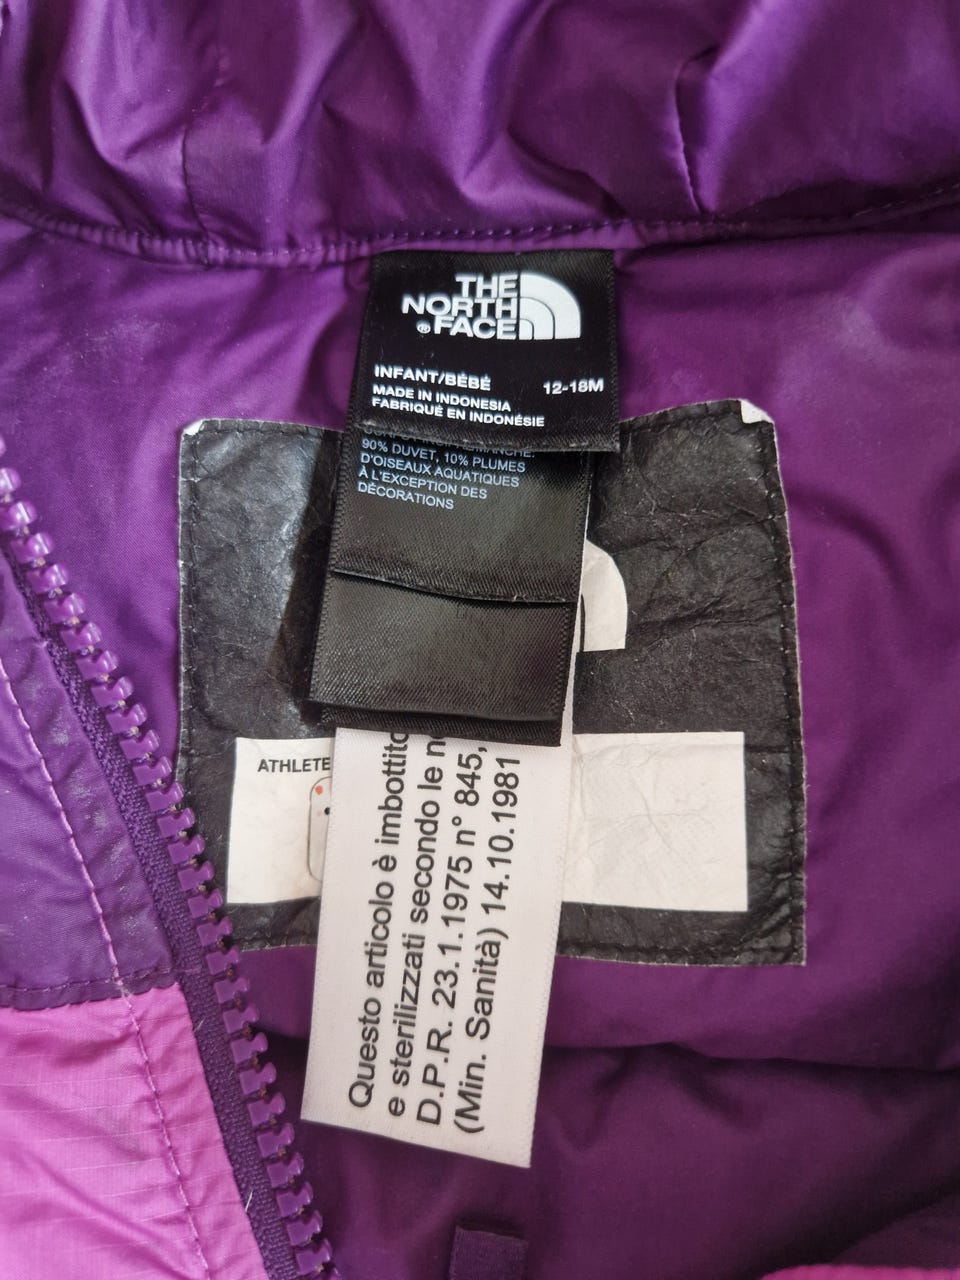 THE
NORTH
® FACE
INFANT/BÉBÉ 12-18M
MADE IN INDONESIA
FABRIQUÉ EN INDONÉSIE
90% DUVET, 10% PLUMES
D'OISEAUX AQUATIQUES
À L'EXCEPTION DES
DÉCORATIONS
ATHLETE
Questo articolo è imbottito
e sterilizzati secondo le
D.P.R. 23.1.1975 n° 845,
(Min. Sanità) 14.10.1981